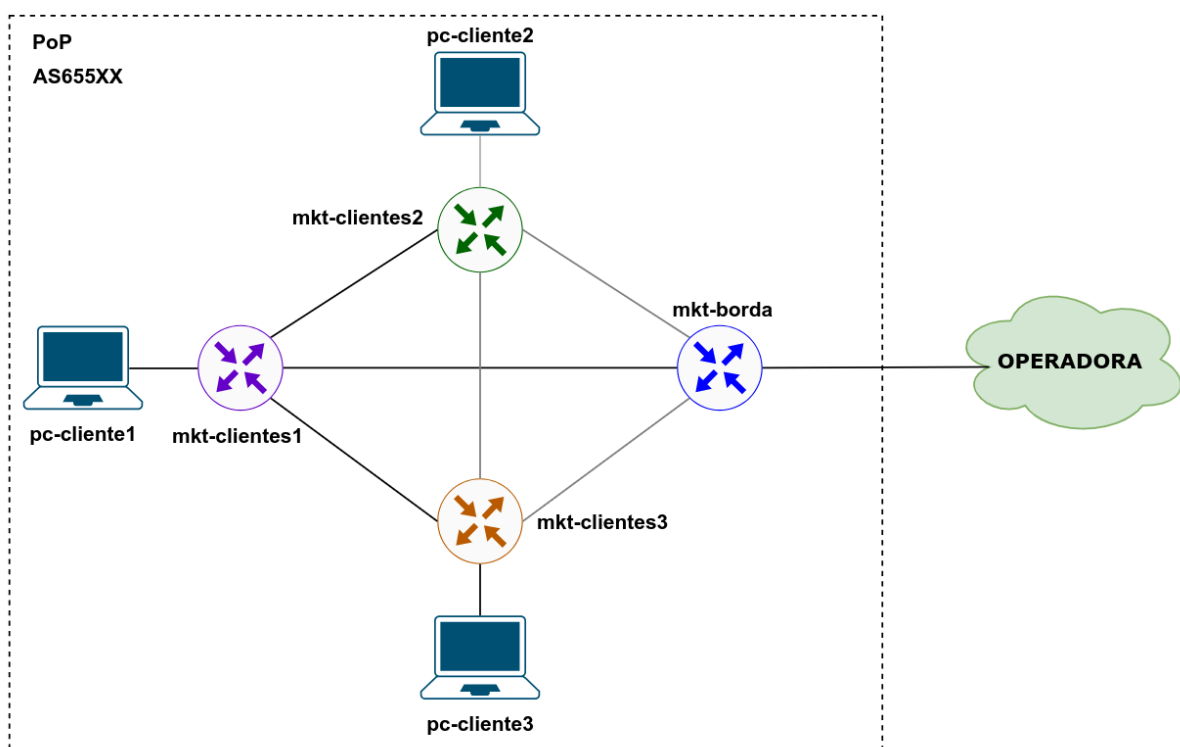 PoP
AS655XX
pc-cliente2
mkt-clientes2
mkt-borda
OPERADORA
pc-cliente1
mkt-clientes1
mkt-clientes3
pc-cliente3